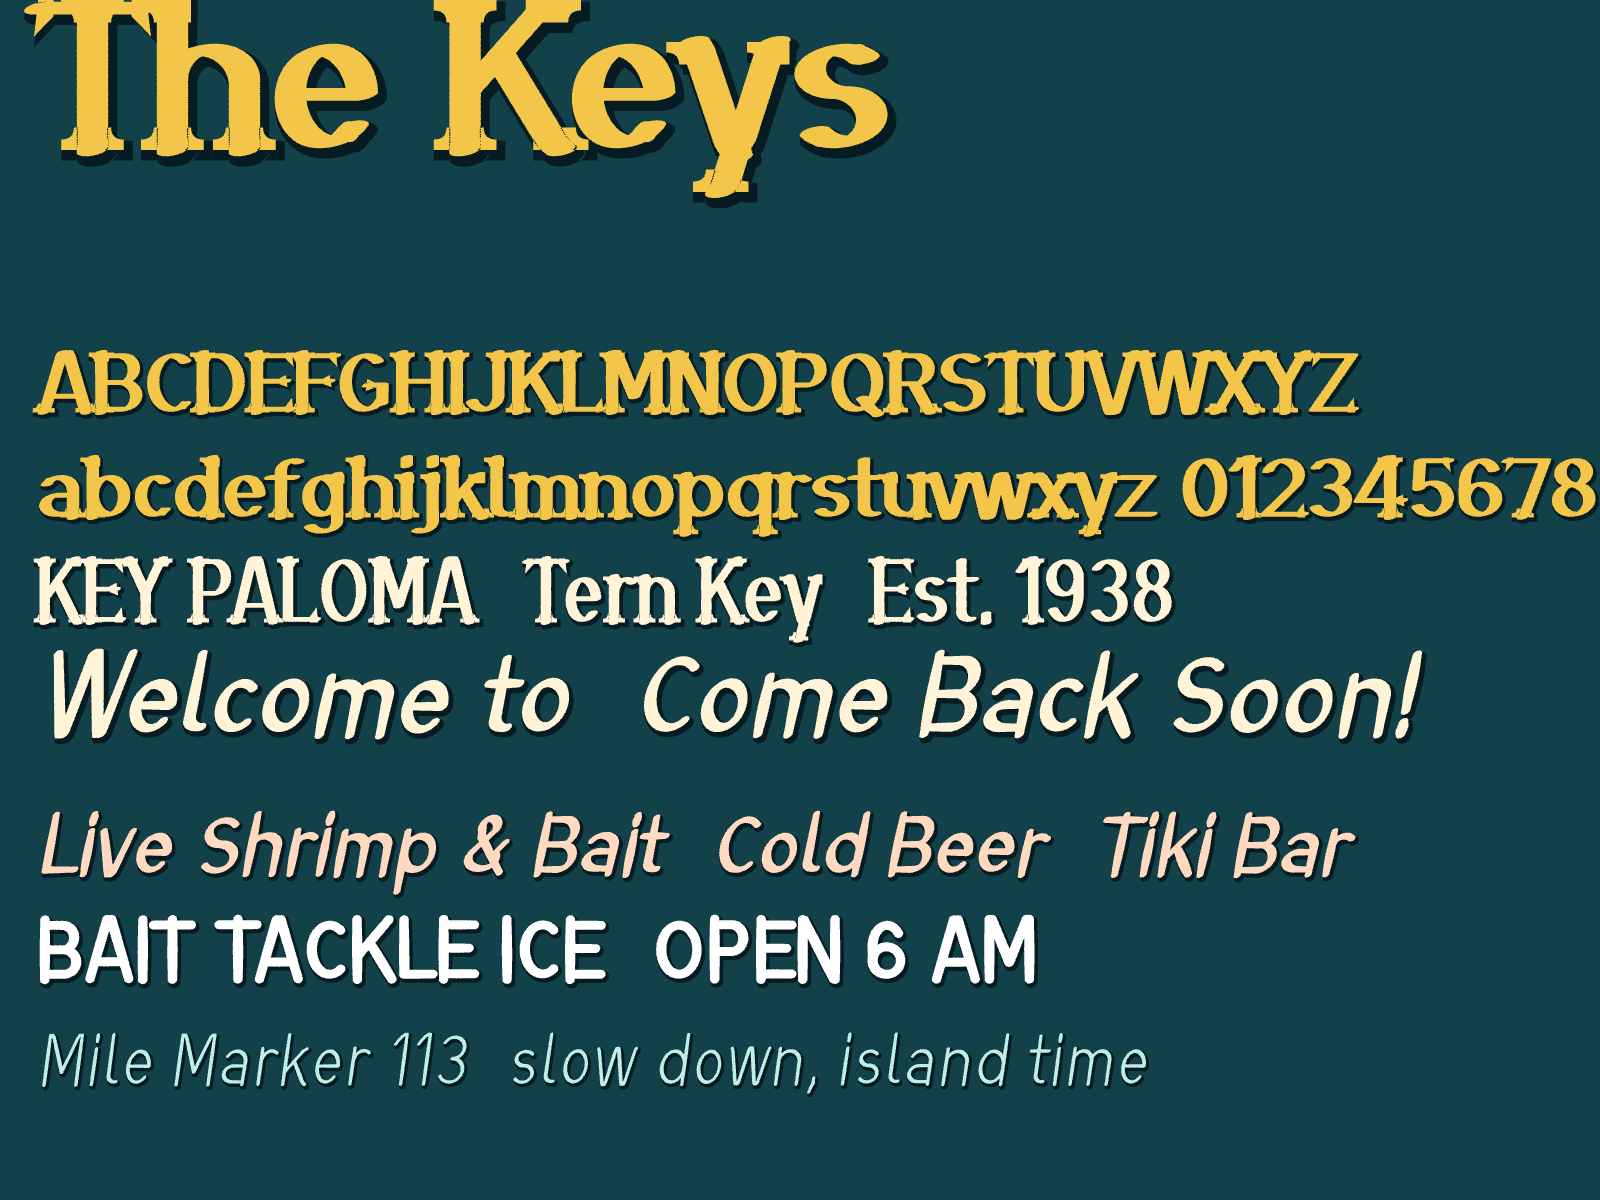 The Keys
ABCDEFGHIJKLMNOPQRSTUVWXYZ
abcdefghijklmnopqrstuvwxyz 012345678
KEY PALOMA Tern Key Est. 1938
Welcome to Come Back Soon!
Live Shrimp & Bait Cold Beer Tiki Bar
BAIT TACKLE ICE OPEN 6 AM
Mile Marker 113 slow down, island time